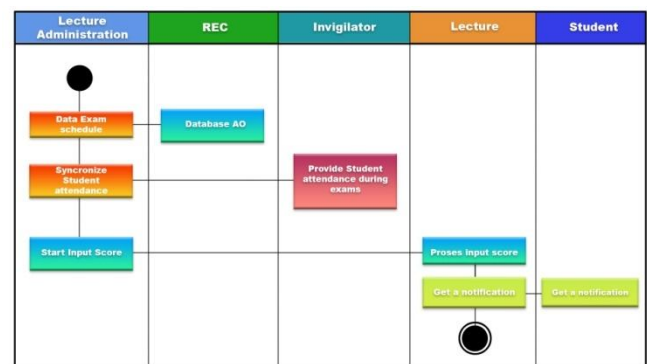 Lecture
Administration
REC
Invigilator
Lecture
Student
Data Exam
schedule
Database AO
Syncronize
Student
attendance
Provide Student
attendance during
exams
Start Input Score
Proses input score
Get a notification
Get a notification